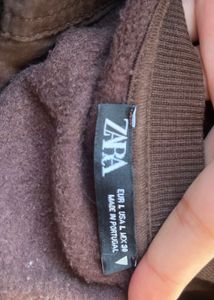 ZARA
EUR L USA L MEX 30
MADE IN PORTUGAL